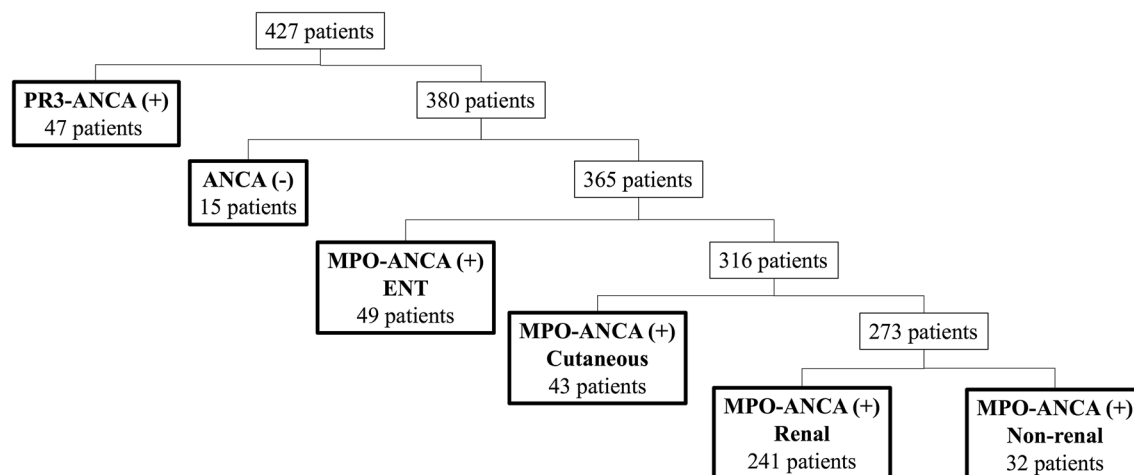 427 patients
PR3-ANCA (+)
47 patients
380 patients
ANCA (-)
15 patients
365 patients
MPO-ANCA (+)
ENT
49 patients
316 patients
MPO-ANCA (+)
Cutaneous
43 patients
273 patients
MPO-ANCA (+)
Renal
241 patients
MPO-ANCA (+)
Non-renal
32 patients